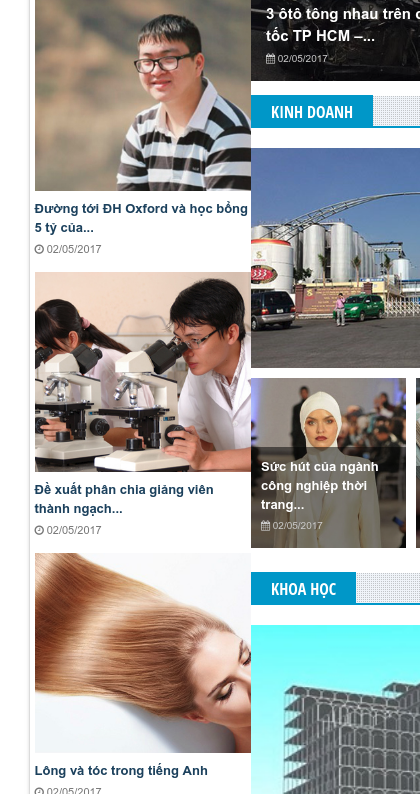 Đường tới ĐH Oxford và học bổng
5 tỷ của...
02/05/2017
Đề xuất phân chia giảng viên
thành ngạch...
02/05/2017
Lông và tóc trong tiếng Anh
02/05/2017
3 ôtô tông nhau trên
tốc TP HCM –...
02/05/2017
KINH DOANH
333
Sức hút của ngành
công nghiệp thời
trang...
02/05/2017
KHOA HỌC